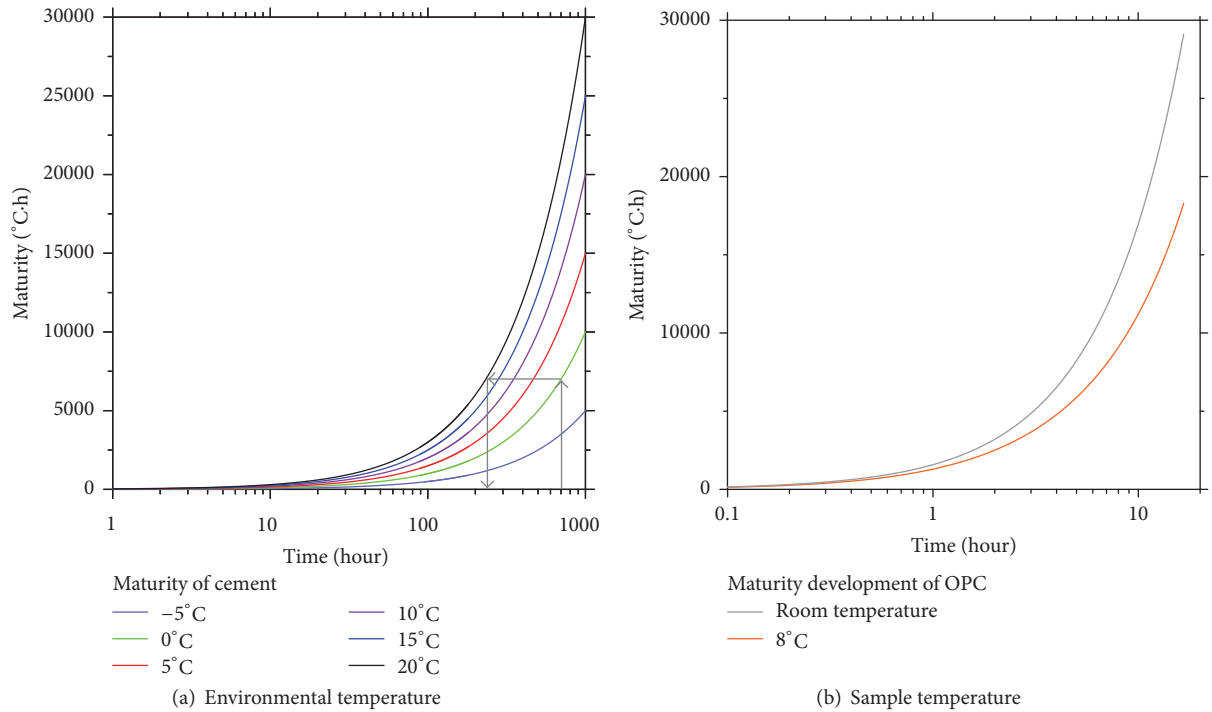 30000
25000
20000
15000
10000
5000
0
Maturity (°C·h)
1
10
100
1000
Time (hour)
Maturity of cement
−5°C
0°C
5°C
10°C
15°C
20°C
(a) Environmental temperature
30000
20000
10000
0
Maturity (°C·h)
0.1
1
10
Time (hour)
Maturity development of OPC
Room temperature
8°C
(b) Sample temperature